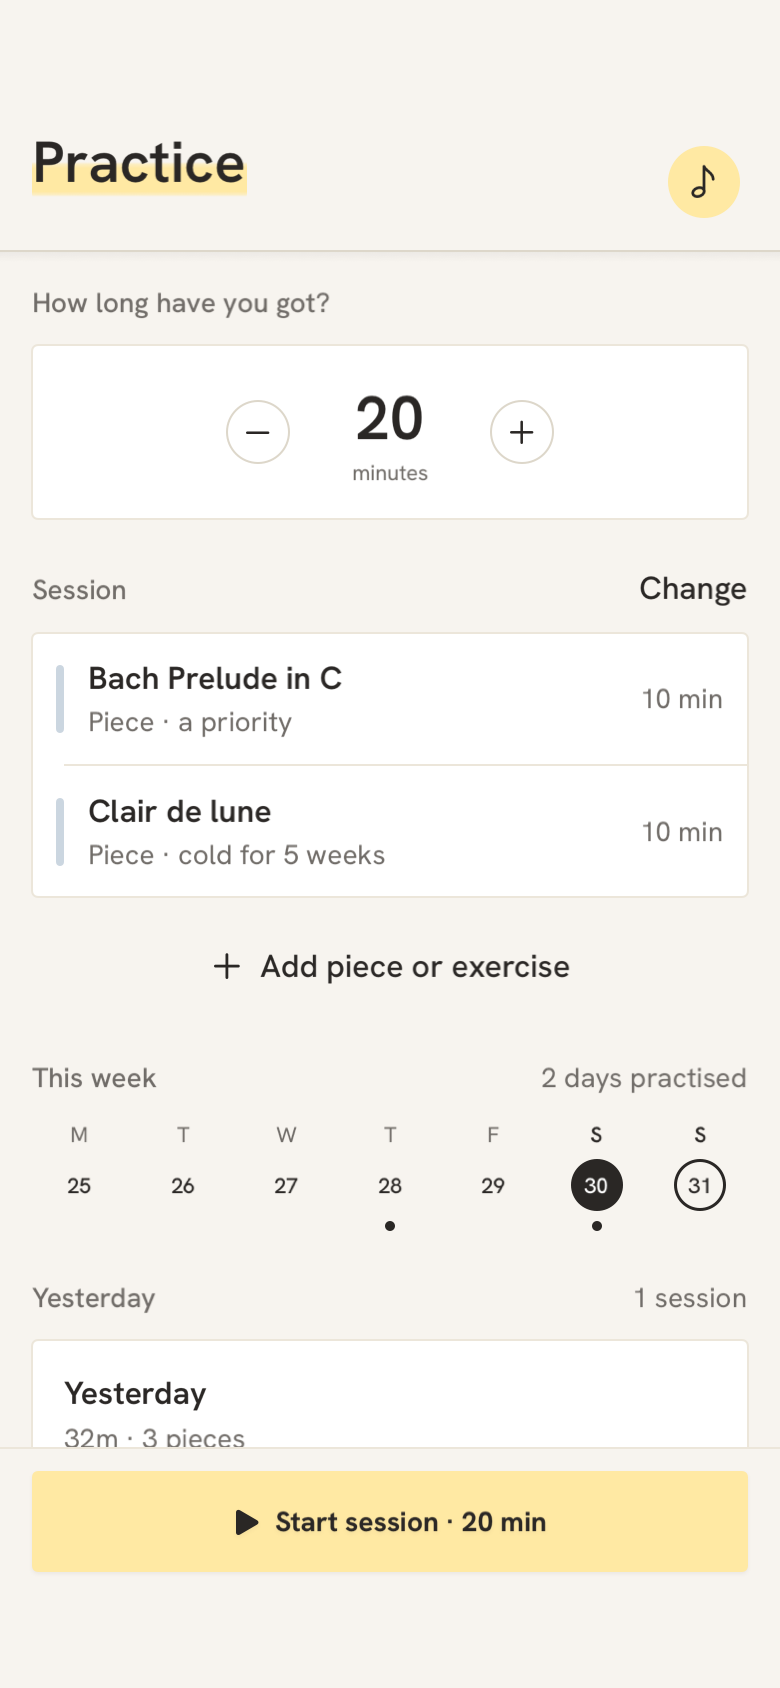 Practice
How long have you got?
20
minutes
Session Change
Bach Prelude in C
Piece · a priority
10 min
Clair de lune
Piece · cold for 5 weeks
10 min
+ Add piece or exercise
This week 2 days practised
M T W T F S S
25 26 27 28 29 30 31
Yesterday 1 session
Yesterday
32m · 3 pieces
Start session · 20 min